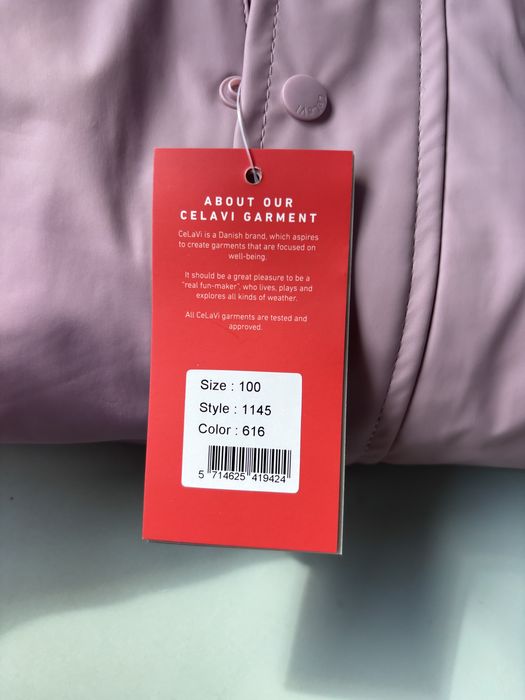 ABOUT OUR
CELAVI GARMENT
CeLaVi is a Danish brand, which aspires
to create garments that are focused on
well-being.
It should be a great pleasure to be a
"real fun-maker", who lives, plays and
explores all kinds of weather.
All CeLaVi garments are tested and
approved.
Size : 100
Style : 1145
Color : 616
5 714625 419424